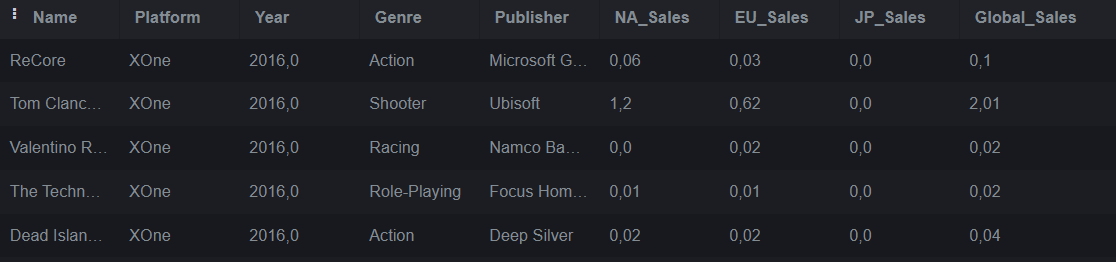 Name Platform Year Genre Publisher NA_Sales EU_Sales JP_Sales Global_Sales
ReCore XOne 2016,0 Action Microsoft G... 0,06 0,03 0,0 0,1
Tom Clanc... XOne 2016,0 Shooter Ubisoft 1,2 0,62 0,0 2,01
Valentino R... XOne 2016,0 Racing Namco Ba... 0,0 0,02 0,0 0,02
The Techn... XOne 2016,0 Role-Playing Focus Hom... 0,01 0,01 0,0 0,02
Dead Islan... XOne 2016,0 Action Deep Silver 0,02 0,02 0,0 0,04